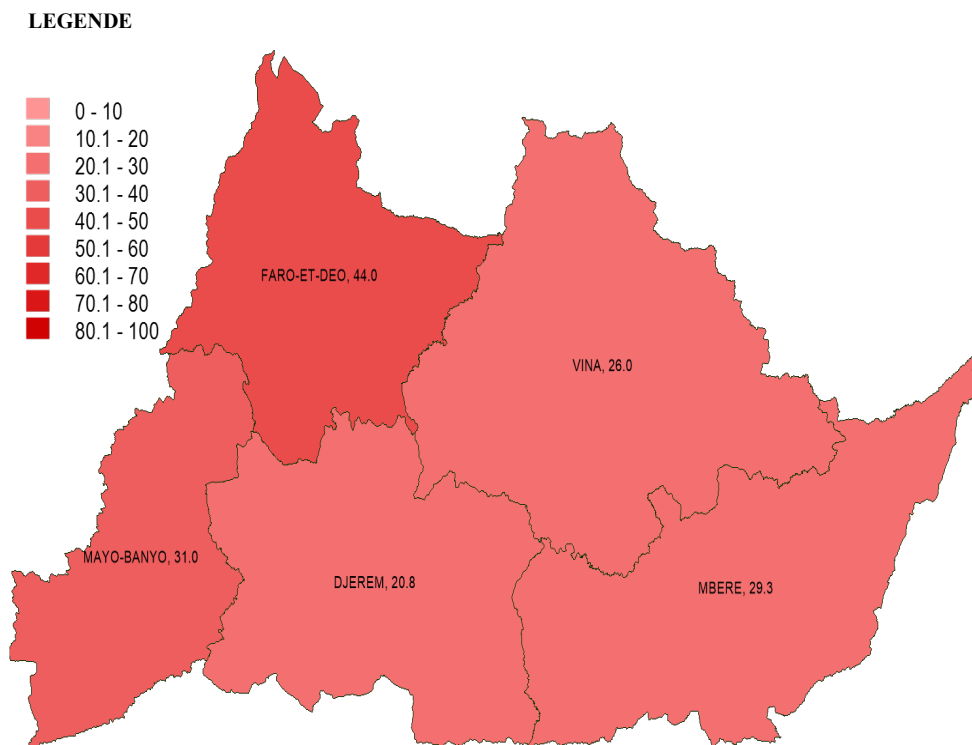 LEGENDE
0 - 10
10.1 - 20
20.1 - 30
30.1 - 40
40.1 - 50
50.1 - 60
60.1 - 70
70.1 - 80
80.1 - 100
FARO-ET-DEO, 44.0
VINA, 26.0
MAYO-BANYO, 31.0
DJEREM, 20.8
MBERE, 29.3